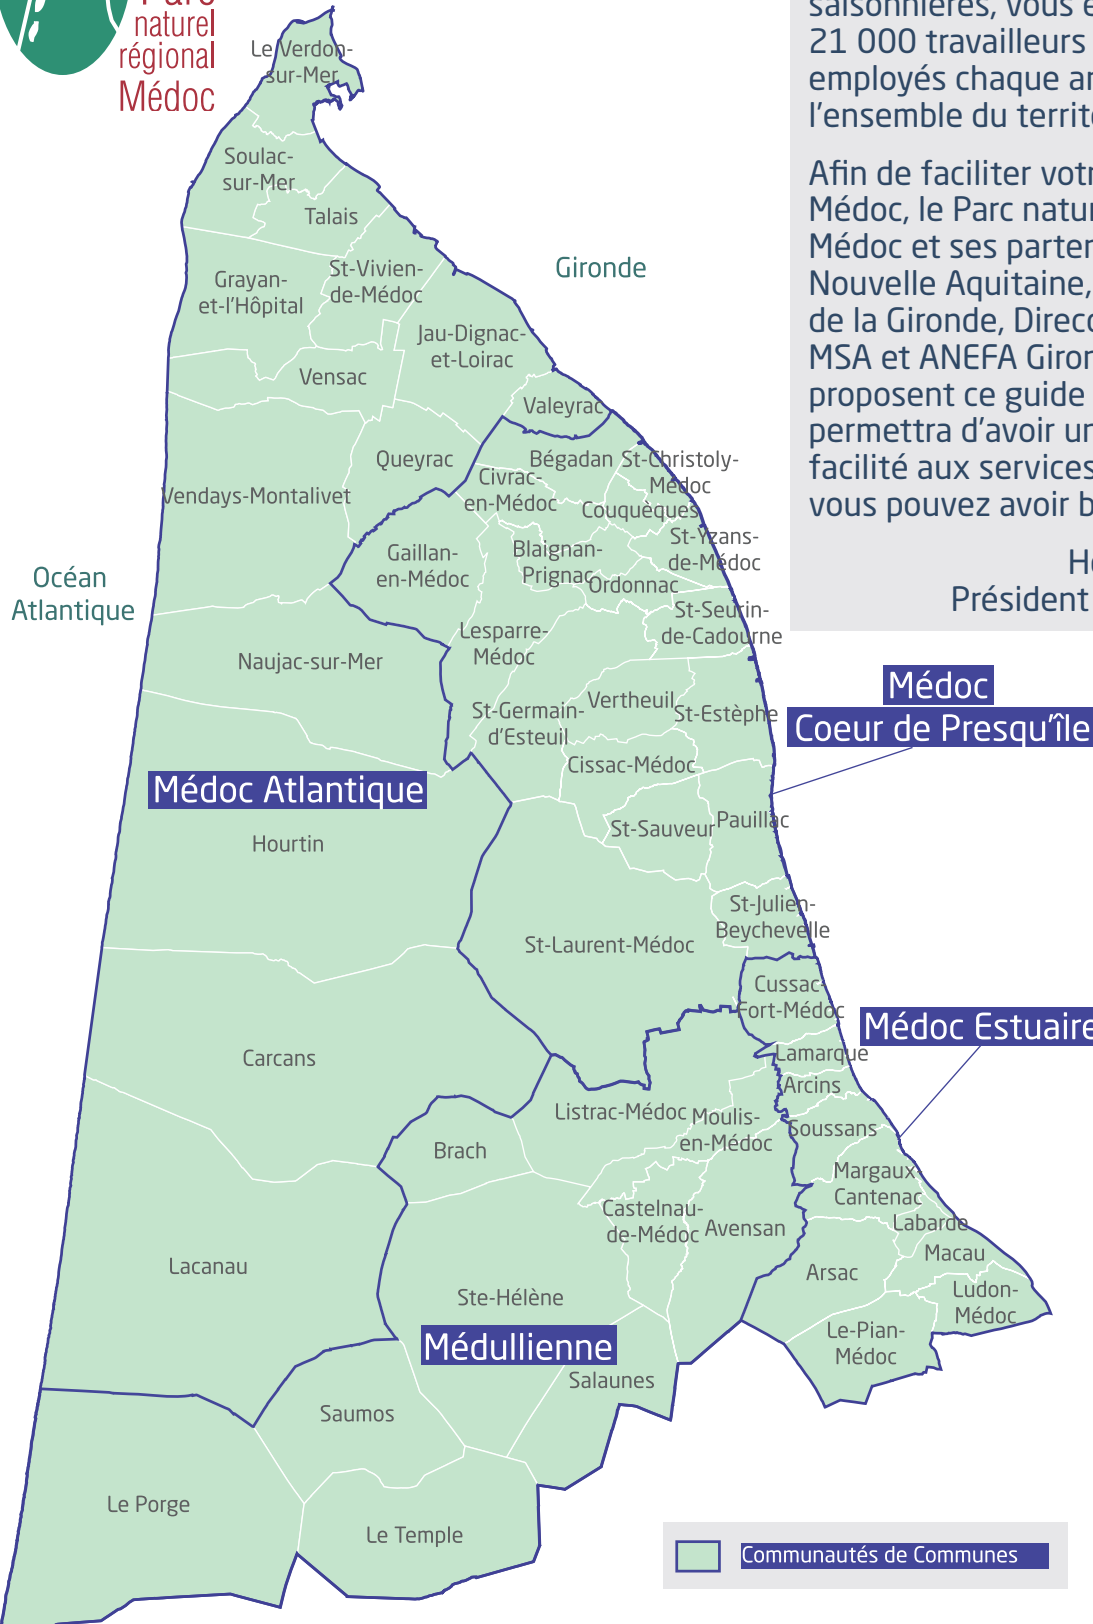 Parc
naturel
régional
Médoc
saisonnières, vous
21 000 travailleurs
employés chaque
l'ensemble du
Afin de faciliter
Médoc, le Parc
Médoc et ses
Nouvelle Aquitaine,
de la Gironde,
MSA et ANEFA
proposent ce guide
permettra d'avoir
facilité aux services
vous pouvez avoir
Président
Le Verdon-
sur-Mer
Soulac-
sur-Mer
Talais
Grayan-
et-l'Hôpital
St-Vivien-
de-Médoc
Gironde
Jau-Dignac-
et-Loirac
Vensac
Valeyrac
Queyrac
Bégadan
St-Christoly-
Médoc
Civrac-
en-Médoc
Couquèques
Vendays-Montalivet
Gaillan-
en-Médoc
Blaignan-
Prignac
St-Yzans-
de-Médoc
Ordonnac
Océan
Atlantique
St-Seurin-
de-Cadourne
Lesparre-
Médoc
Naujac-sur-Mer
Vertheuil
St-Estèphe
St-Germain-
d'Esteuil
Médoc
Coeur de Presqu'île
Cissac-Médoc
Médoc Atlantique
Hourtin
St-Sauveur
Pauillac
St-Julien-
Beychevelle
St-Laurent-Médoc
Cussac-
Fort-Médoc
Médoc Estuaire
Carcans
Lamarque
Arcins
Listrac-Médoc
Moulis-
en-Médoc
Soussans
Brach
Margaux-
Cantenac
Castelnau-
de-Médoc
Avensan
Labarde
Macau
Lacanau
Arsac
Ludon-
Médoc
Ste-Hélène
Le-Pian-
Médoc
Médullienne
Salaunes
Saumos
Le Porge
Le Temple
Communautés de Communes